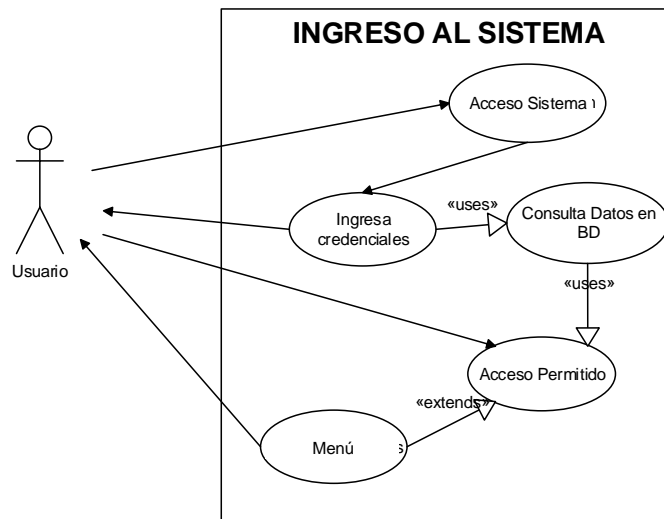 INGRESO AL SISTEMA
Acceso Sistema
Usuario
Ingresa
credenciales
«uses»
Consulta Datos en
BD
«uses»
Acceso Permitido
«extends»
Menú
s